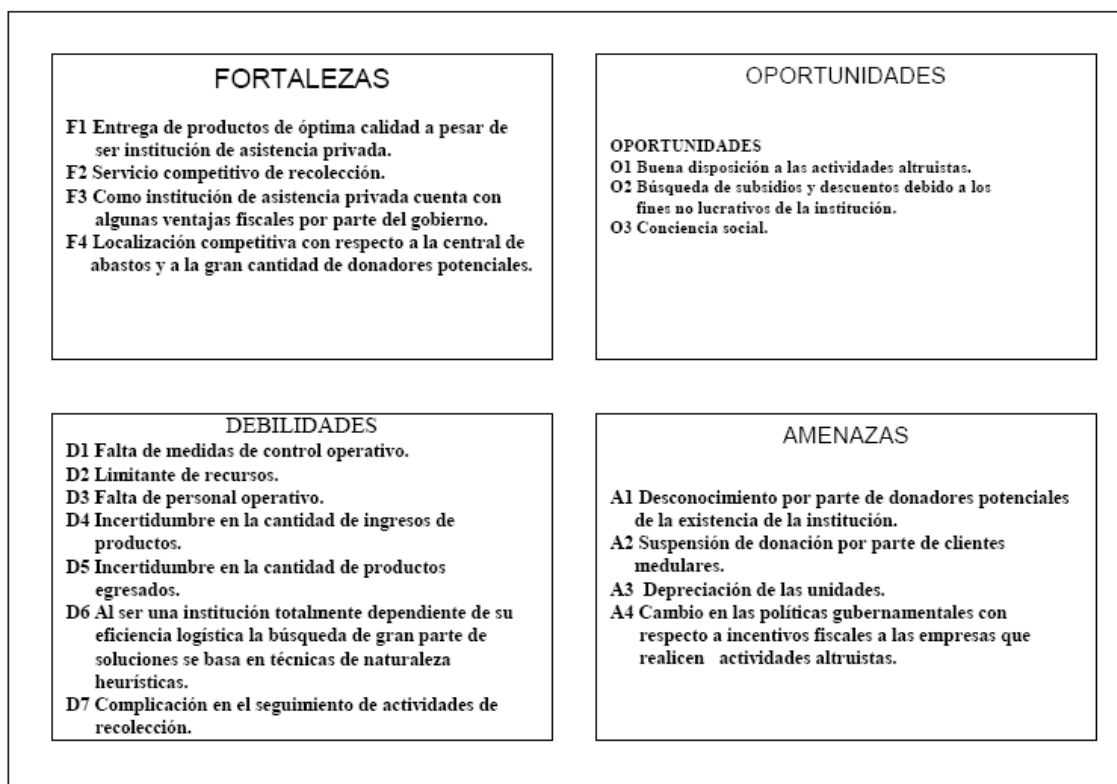 FORTALEZAS
F1 Entrega de productos de óptima calidad a pesar de
ser institución de asistencia privada.
F2 Servicio competitivo de recolección.
F3 Como institución de asistencia privada cuenta con
algunas ventajas fiscales por parte del gobierno.
F4 Localización competitiva con respecto a la central de
abastos y a la gran cantidad de donadores potenciales.
OPORTUNIDADES
OPORTUNIDADES
O1 Buena disposición a las actividades altruistas.
O2 Búsqueda de subsidios y descuentos debido a los
fines no lucrativos de la institución.
O3 Conciencia social.
DEBILIDADES
D1 Falta de medidas de control operativo.
D2 Limitante de recursos.
D3 Falta de personal operativo.
D4 Incertidumbre en la cantidad de ingresos de
productos.
D5 Incertidumbre en la cantidad de productos
egresados.
D6 Al ser una institución totalmente dependiente de su
eficiencia logística la búsqueda de gran parte de
soluciones se basa en técnicas de naturaleza
heurísticas.
D7 Complicación en el seguimiento de actividades de
recolección.
AMENAZAS
A1 Desconocimiento por parte de donadores potenciales
de la existencia de la institución.
A2 Suspensión de donación por parte de clientes
medulares.
A3 Depreciación de las unidades.
A4 Cambio en las políticas gubernamentales con
respecto a incentivos fiscales a las empresas que
realicen actividades altruistas.